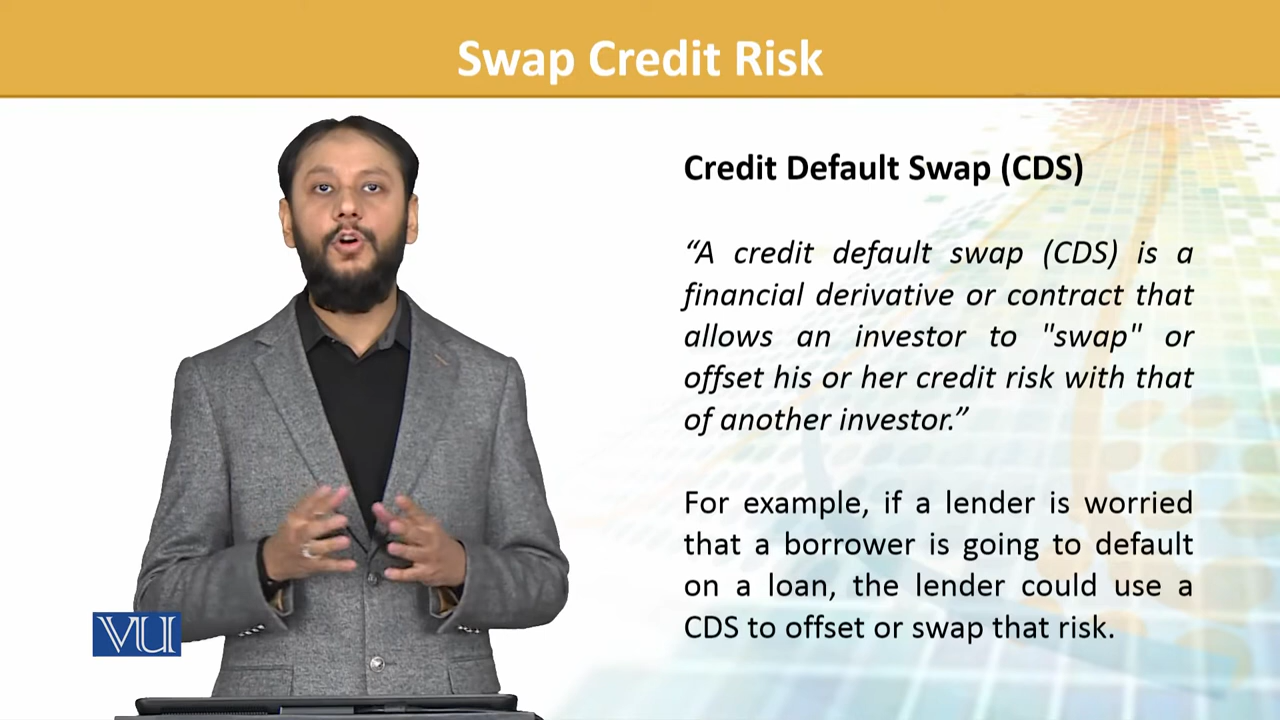 Swap Credit Risk
Credit Default Swap (CDS)
“A credit default swap (CDS) is a
financial derivative or contract that
allows an investor to "swap" or
offset his or her credit risk with that
of another investor.”
For example, if a lender is worried
that a borrower is going to default
on a loan, the lender could use a
CDS to offset or swap that risk.
VU